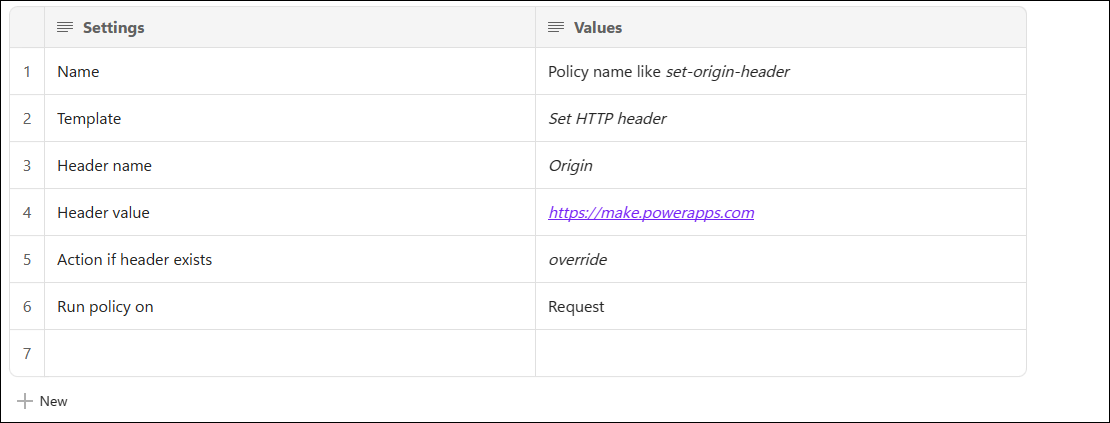 Settings Values
1 Name Policy name like set-origin-header
2 Template Set HTTP header
3 Header name Origin
4 Header value https://make.powerapps.com
5 Action if header exists override
6 Run policy on Request
7
New